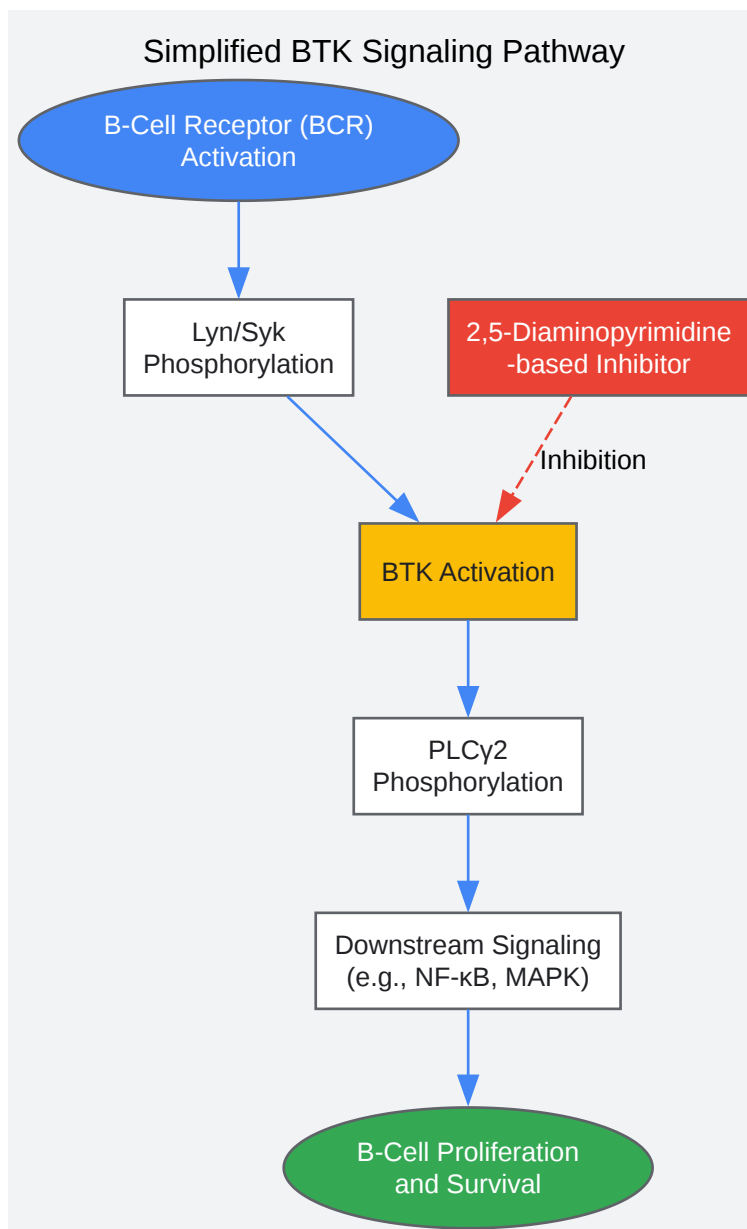 Simplified BTK Signaling Pathway
B-Cell Receptor (BCR)
Activation
Lyn/Syk
Phosphorylation
2,5-Diaminopyrimidine
-based Inhibitor
Inhibition
BTK Activation
PLCγ2
Phosphorylation
Downstream Signaling
(e.g., NF-κB, MAPK)
B-Cell Proliferation
and Survival